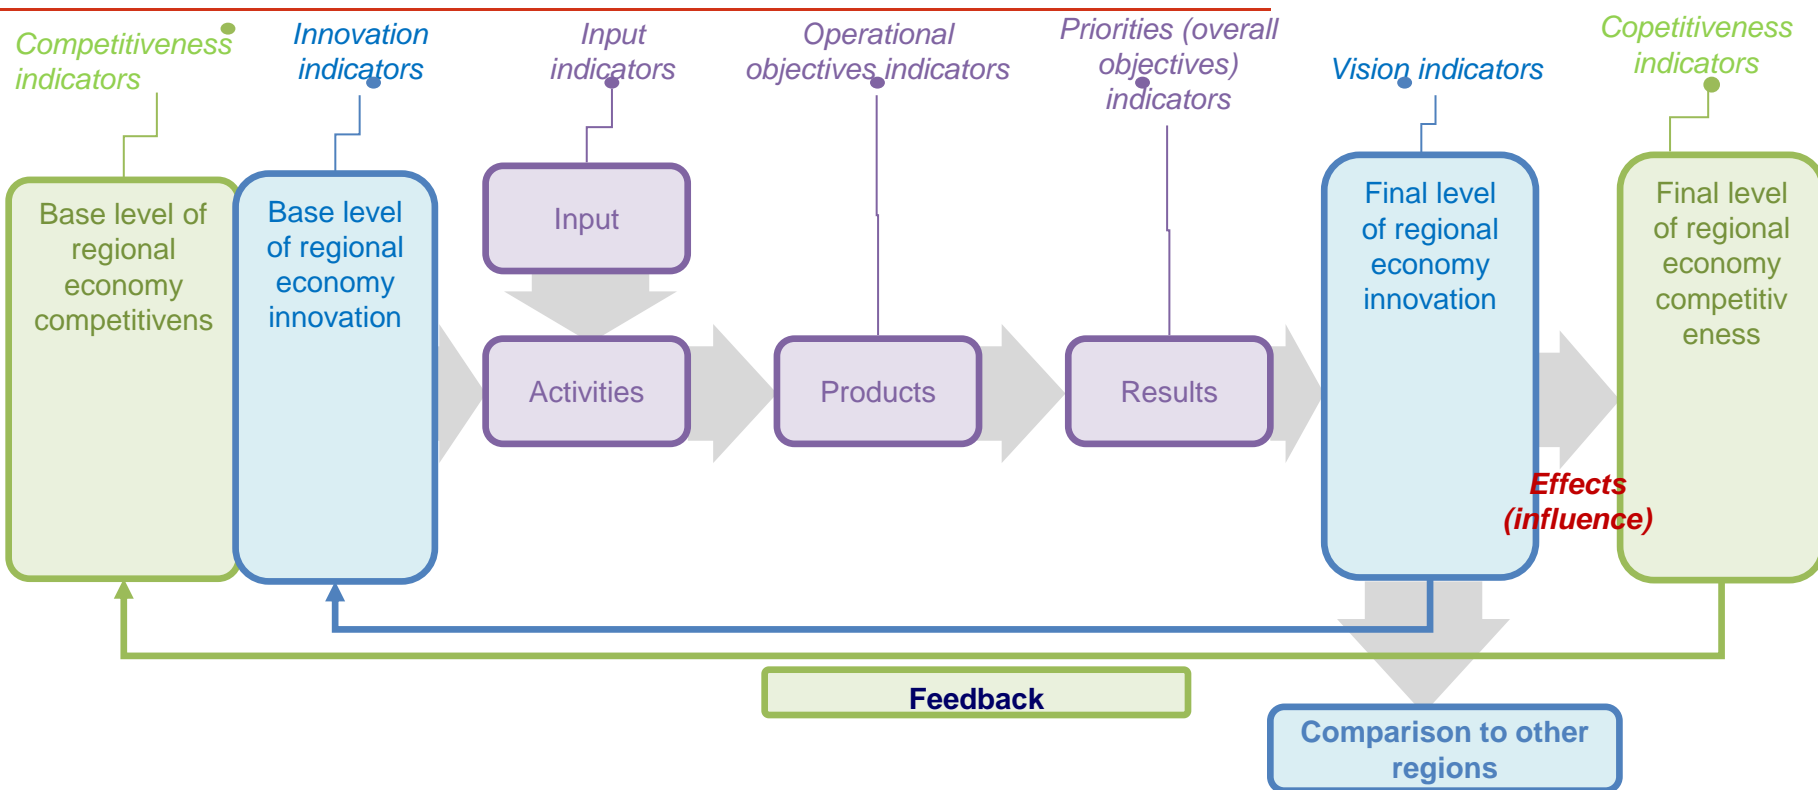 Competitiveness
indicators
Innovation
indicators
Input
indicators
Operational
objectives indicators
Priorities (overall
objectives)
indicators
Vision indicators
Copetitiveness
indicators
Base level of
regional
economy
competitivens
Base level
of regional
economy
innovation
Input
Activities
Products
Results
Final level
of regional
economy
innovation
Final level
of regional
economy
competitiv
eness
Effects
(influence)
Feedback
Comparison to other
regions